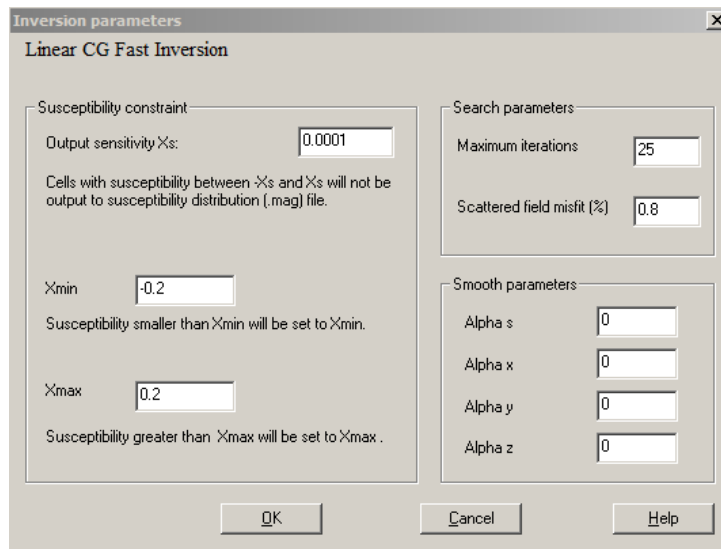 Inversion parameters
Linear CG Fast Inversion
Susceptibility constraint
Output sensitivity Xs:
0.0001
Cells with susceptibility between -Xs and Xs will not be
output to susceptibility distribution (.mag) file.
Xmin
-0.2
Susceptibility smaller than Xmin will be set to Xmin.
Xmax
0.2
Susceptibility greater than Xmax will be set to Xmax .
Search parameters
Maximum iterations
25
Scattered field misfit (%)
0.8
Smooth parameters
Alpha s
0
Alpha x
0
Alpha y
0
Alpha z
0
OK
Cancel
Help